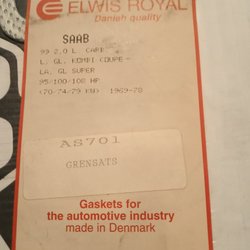 ELWIS ROYAL
Danish quality
SAAB
99 2.0 L CARB.
L, GL, KOMBI COUPE -
LA, GL SUPER
95/100/108 HP
(70/74/79 KW) 1969-78
AS701
GRENSATS
Gaskets for
the automotive industry
made in Denmark